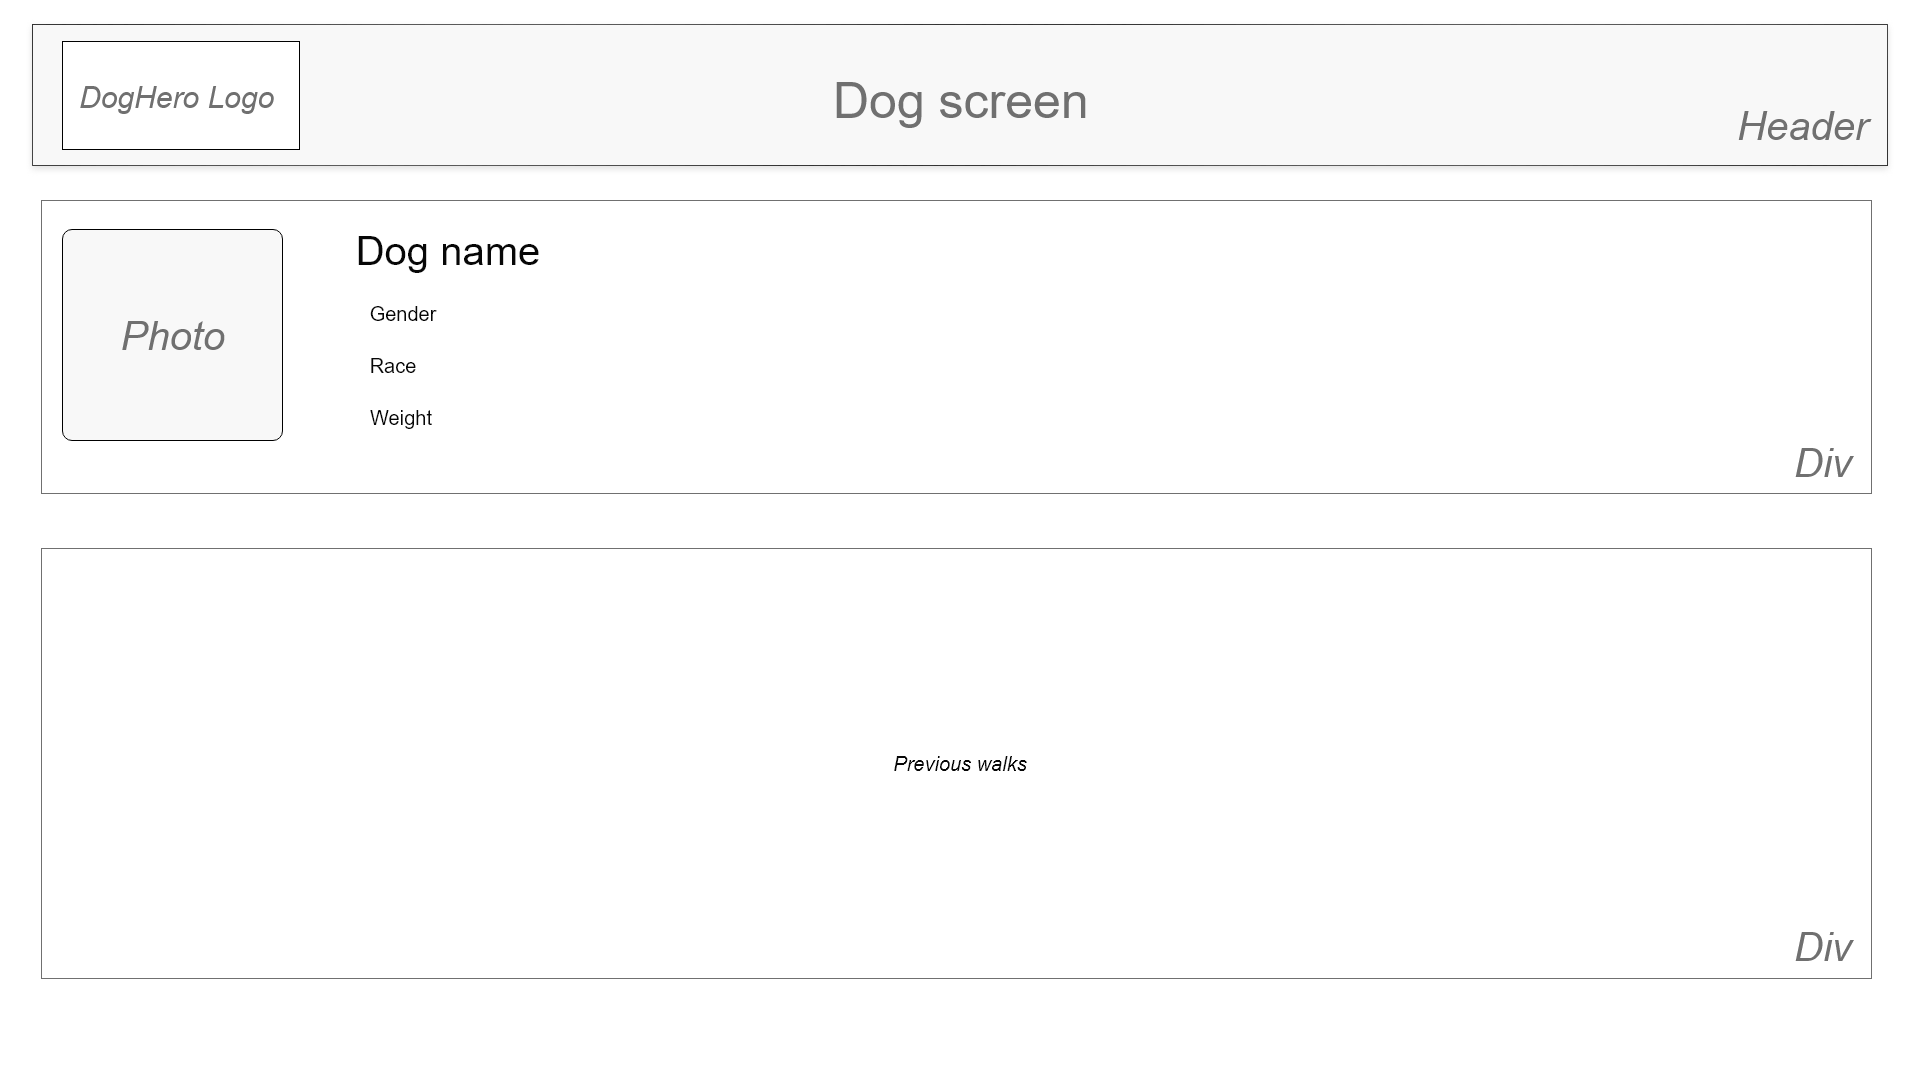 DogHero Logo
Dog screen
Header
Photo
Dog name
Gender
Race
Weight
Div
Previous walks
Div